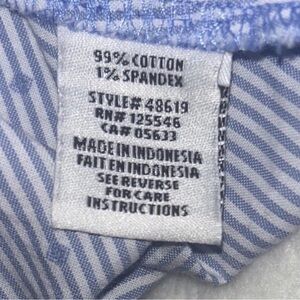 99% COTTON
1% SPANDEX
STYLE# 48619
RN# 125546
CA# 05633
MADE IN INDONESIA
FAIT EN INDONESIA
SEE REVERSE
FOR CARE
INSTRUCTIONS